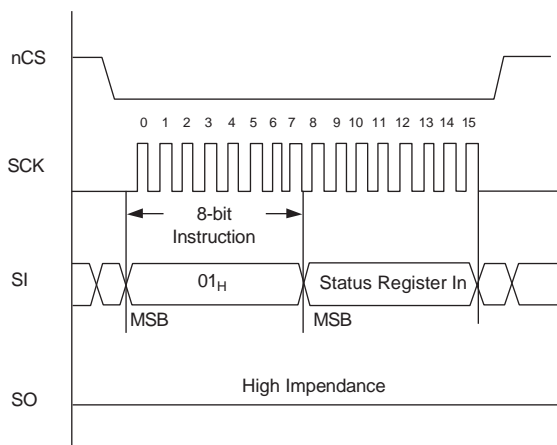 nCS
0 1 2 3 4 5 6 7 8 9 10 11 12 13 14 15
SCK
8-bit
Instruction
SI
01H
Status Register In
MSB
MSB
High Impendance
SO